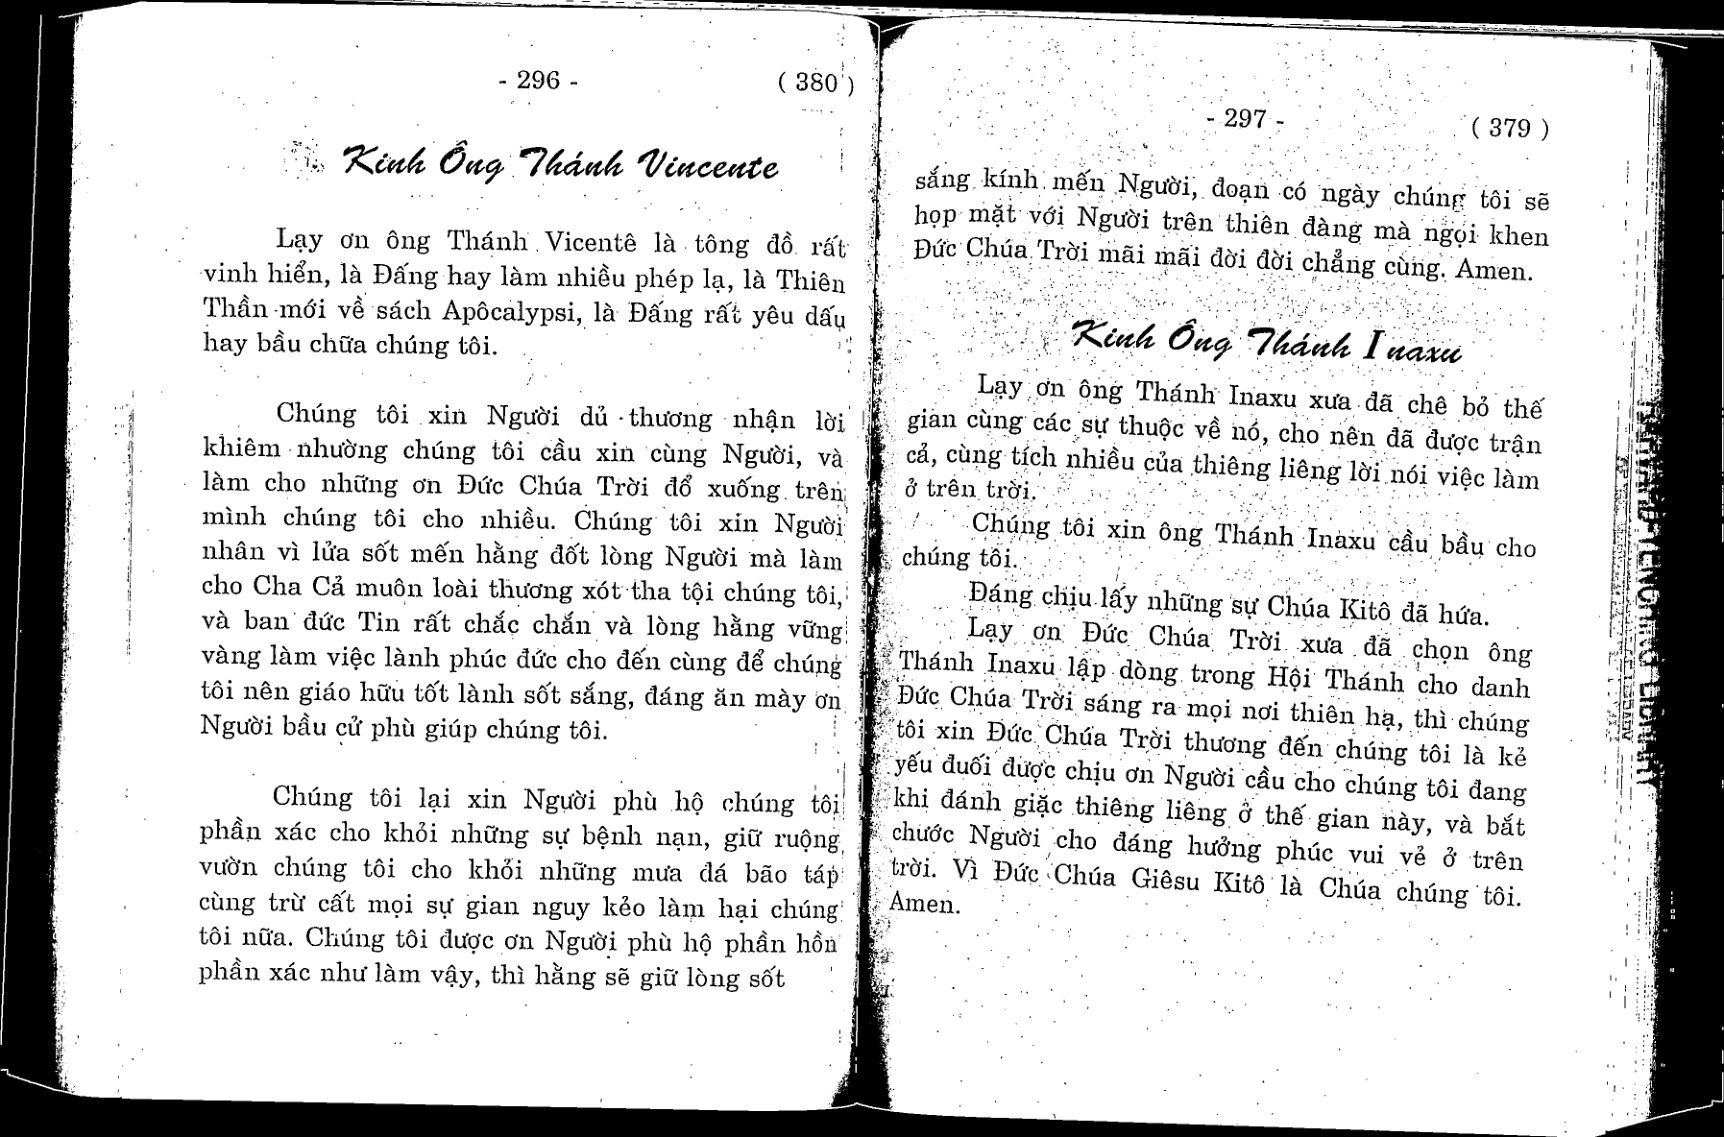 - 296 -
( 380 )
Kinh Ông Thánh Vincente
Lạy ơn ông Thánh Vicentê là tông đồ rất
vinh hiển, là Đấng hay làm nhiều phép lạ, là Thiên
Thần mới về sách Apôcalypsi, là Đấng rất yêu dấu
hay bầu chữa chúng tôi.
Chúng tôi xin Người dủ thương nhận lời
khiêm nhường chúng tôi cầu xin cùng Người, và
làm cho những ơn Đức Chúa Trời đổ xuống trên
mình chúng tôi cho nhiều. Chúng tôi xin Người
nhân vì lửa sốt mến hằng đốt lòng Người mà làm
cho Cha Cả muôn loài thương xót tha tội chúng tôi,
và ban đức Tin rất chắc chắn và lòng hằng vững
vàng làm việc lành phúc đức cho đến cùng để chúng
tôi nên giáo hữu tốt lành sốt sắng, đáng ăn mày ơn
Người bầu cử phù giúp chúng tôi.
Chúng tôi lại xin Người phù hộ chúng tôi
phần xác cho khỏi những sự bệnh nạn, giữ ruộng
vườn chúng tôi cho khỏi những mưa đá bão táp
cùng trừ cất mọi sự gian nguy kẻo làm hại chúng
tôi nữa. Chúng tôi được ơn Người phù hộ phần hồn
phần xác như làm vậy, thì hằng sẽ giữ lòng sốt
- 297 -
( 379 )
sắng kính mến Người, đoạn có ngày chúng tôi sẽ
họp mặt với Người trên thiên đàng mà ngợi khen
Đức Chúa Trời mãi mãi đời đời chẳng cùng. Amen.
Kinh Ông Thánh Inaxu
Lạy ơn ông Thánh Inaxu xưa đã chê bỏ thế
gian cùng các sự thuộc về nó, cho nên đã được trận
cả, cùng tích nhiều của thiêng liêng lời nói việc làm
ở trên trời.
Chúng tôi xin ông Thánh Inaxu cầu bầu cho
chúng tôi.
Đáng chịu lấy những sự Chúa Kitô đã hứa.
Lạy ơn Đức Chúa Trời xưa đã chọn ông
Thánh Inaxu lập dòng trong Hội Thánh cho danh
Đức Chúa Trời sáng ra mọi nơi thiên hạ, thì chúng
tôi xin Đức Chúa Trời thương đến chúng tôi là kẻ
yếu đuối được chịu ơn Người cầu cho chúng tôi đang
khi đánh giặc thiêng liêng ở thế gian này, và bắt
chước Người cho đáng hưởng phúc vui vẻ ở trên
trời. Vì Đức Chúa Giêsu Kitô là Chúa chúng tôi.
Amen.